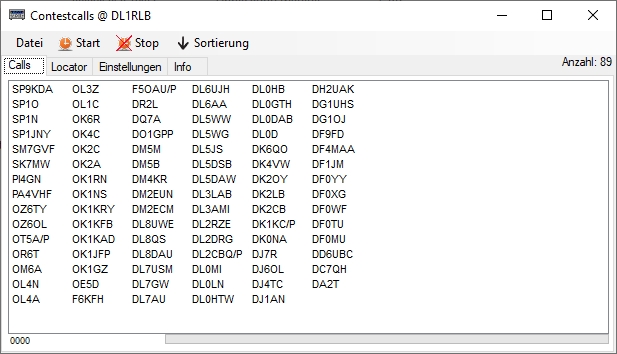 Contestcalls @ DL1RLB
Datei Start Stop Sortierung
Calls Locator Einstellungen Info Anzahl: 89
SP9KDA OL3Z F5OAU/P DL6UJH DL0HB DH2UAK
SP1O OL1C DR2L DL6AA DL0GTH DG1UHS
SP1N OK6R DQ7A DL5WW DL0DAB DG1OJ
SP1JNY OK4C DO1GPP DL5WG DL0D DF9FD
SM7GVF OK2C DM5M DL5JS DK6QO DF4MAA
SK7MW OK2A DM5B DL5DSB DK4VW DF1JM
PI4GN OK1RN DM4KR DL5DAW DK2OY DF0YY
PA4VHF OK1NS DM2EUN DL3LAB DK2LB DF0XG
OZ6TY OK1KRY DM2ECM DL3AMI DK2CB DF0WF
OZ6OL OK1KFB DL8UWE DL2RZE DK1KC/P DF0TU
OT5A/P OK1KAD DL8QS DL2DRG DK0NA DF0MU
OR6T OK1JFP DL8DAU DL2CBQ/P DJ7R DD6UBC
OM6A OK1GZ DL7USM DL0MI DJ6OL DC7QH
OL4N OE5D DL7GW DL0LN DJ4TC DA2T
OL4A F6KFH DL7AU DL0HTW DJ1AN
0000